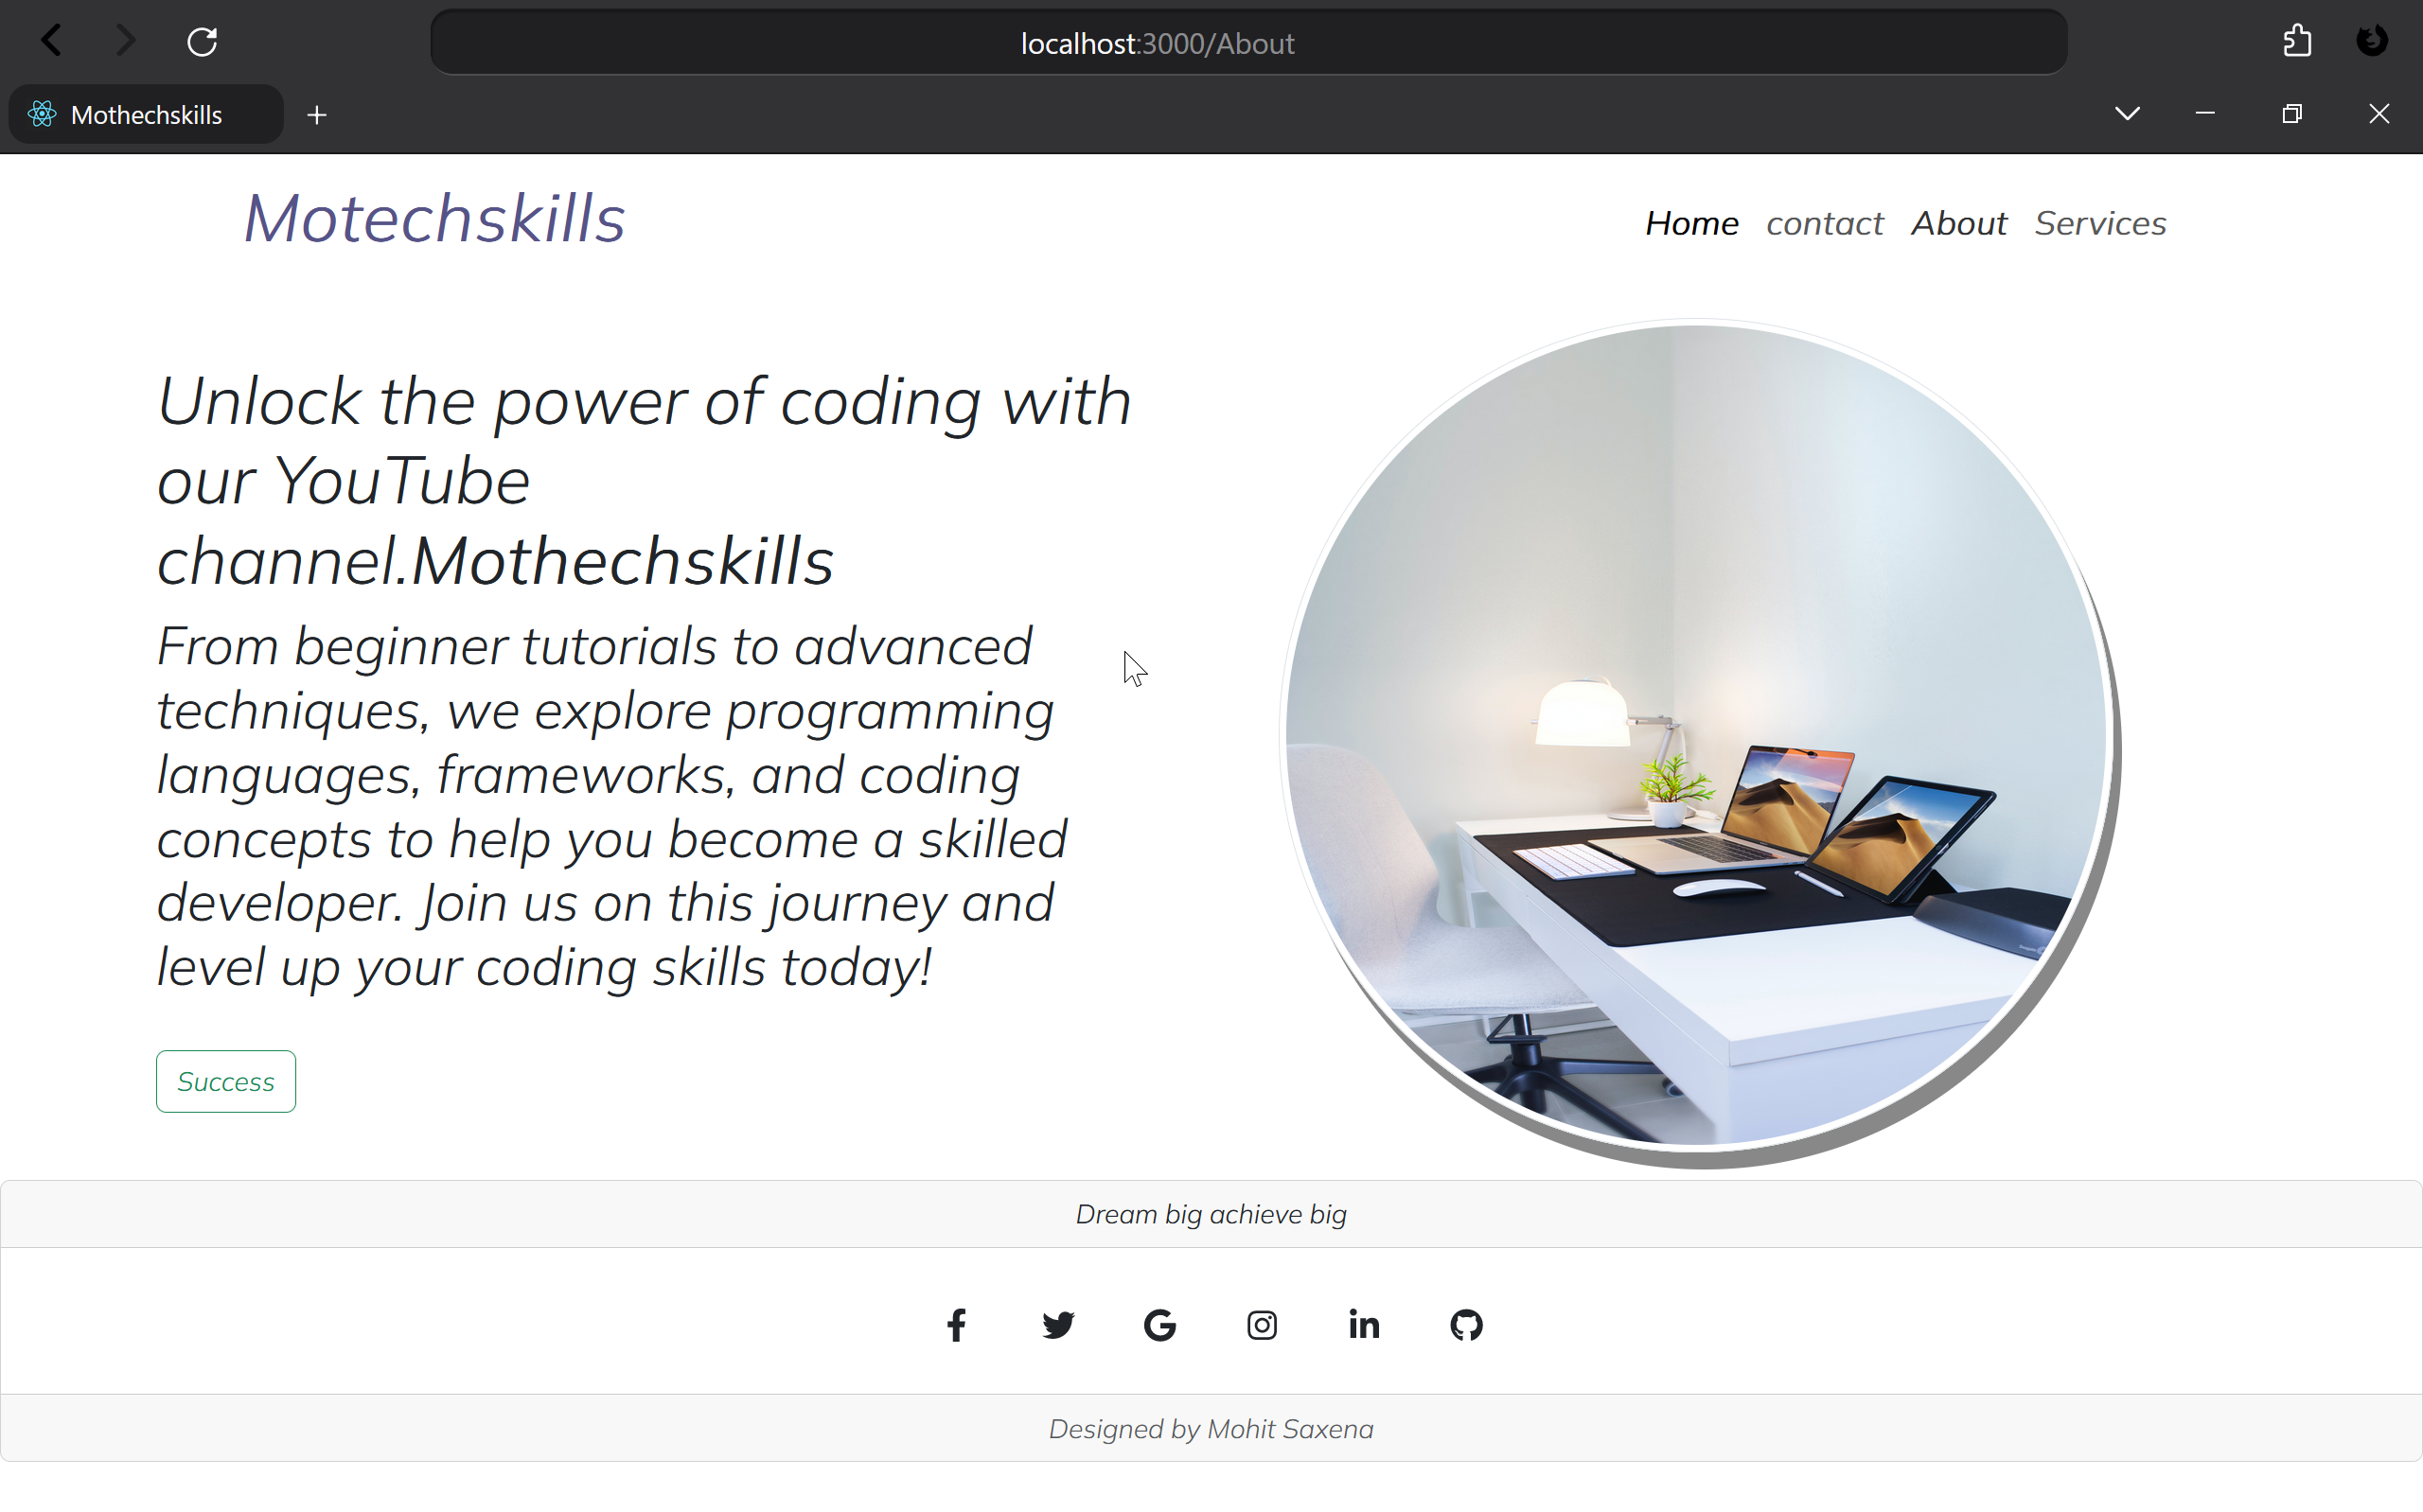 localhost:3000/About
Mothechskills
Motechskills
Home contact About Services
Unlock the power of coding with
our YouTube
channel.Mothechskills
From beginner tutorials to advanced
techniques, we explore programming
languages, frameworks, and coding
concepts to help you become a skilled
developer. Join us on this journey and
level up your coding skills today!
Success
Dream big achieve big
Designed by Mohit Saxena